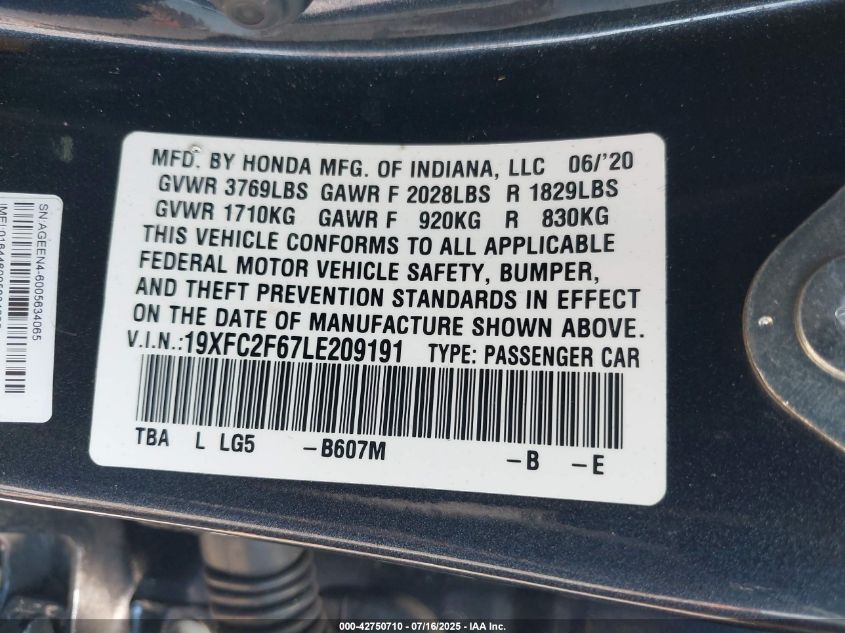 MFD. BY HONDA MFG. OF INDIANA, LLC 06/'20
GVWR 3769LBS GAWR F 2028LBS R 1829LBS
GVWR 1710KG GAWR F 920KG R 830KG
THIS VEHICLE CONFORMS TO ALL APPLICABLE
FEDERAL MOTOR VEHICLE SAFETY, BUMPER,
AND THEFT PREVENTION STANDARDS IN EFFECT
ON THE DATE OF MANUFACTURE SHOWN ABOVE.
V.I.N.:19XFC2F67LE209191 TYPE: PASSENGER CAR
TBA L LG5 -B607M -B -E
SN:AGEEN4-6005634065
000-42750710 - 07/16/2025 - IAA Inc.